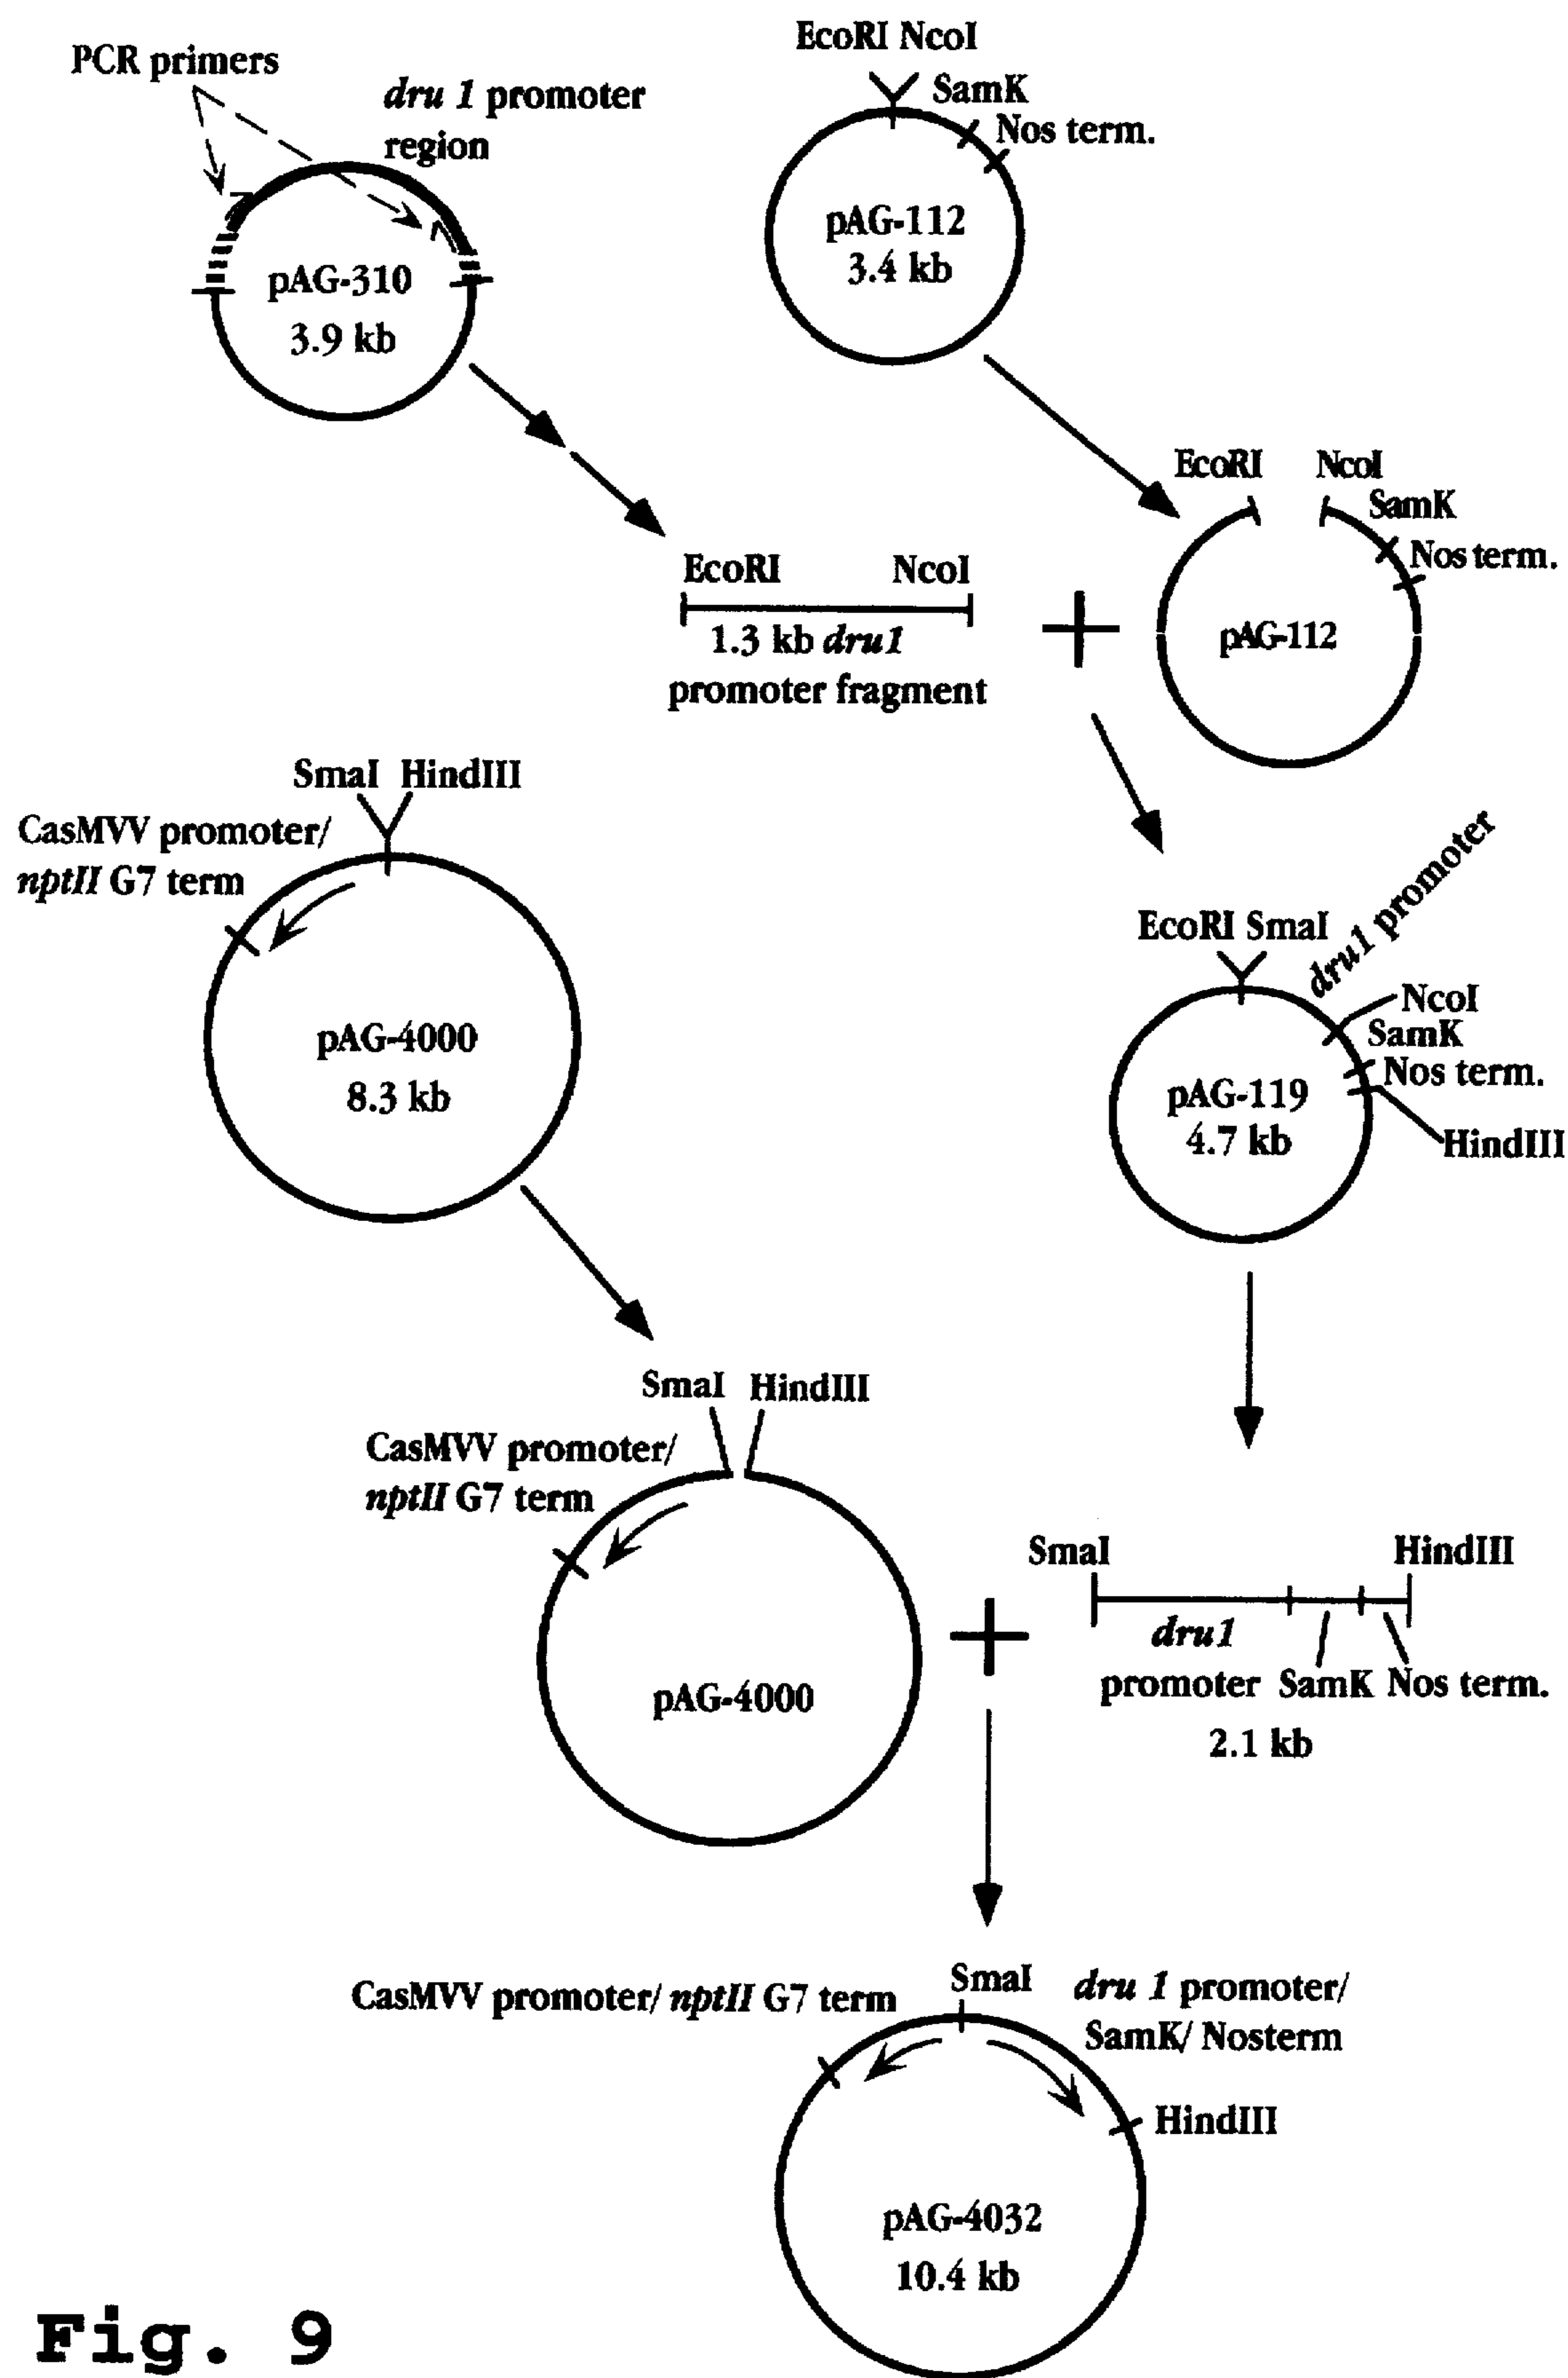 PCR primers
dru 1 promoter
region
pAG-310
3.9 kb
EcoRI NcoI
SamK
Nos term.
pAG-112
3.4 kb
EcoRI NcoI
SamK
Nos term.
pAG-112
EcoRI NcoI
1.3 kb dru1
promoter fragment
SmaI HindIII
CasMVV promoter/
nptII G7 term
pAG-4000
8.3 kb
EcoRI SmaI
dru1 promoter
NcoI
SamK
Nos term.
HindIII
pAG-119
4.7 kb
SmaI HindIII
CasMVV promoter/
nptII G7 term
pAG-4000
SmaI HindIII
dru1
promoter SamK Nos term.
2.1 kb
CasMVV promoter/ nptII G7 term
SmaI
dru 1 promoter/
SamK/ Nosterm
HindIII
pAG-4032
10.4 kb
Fig. 9